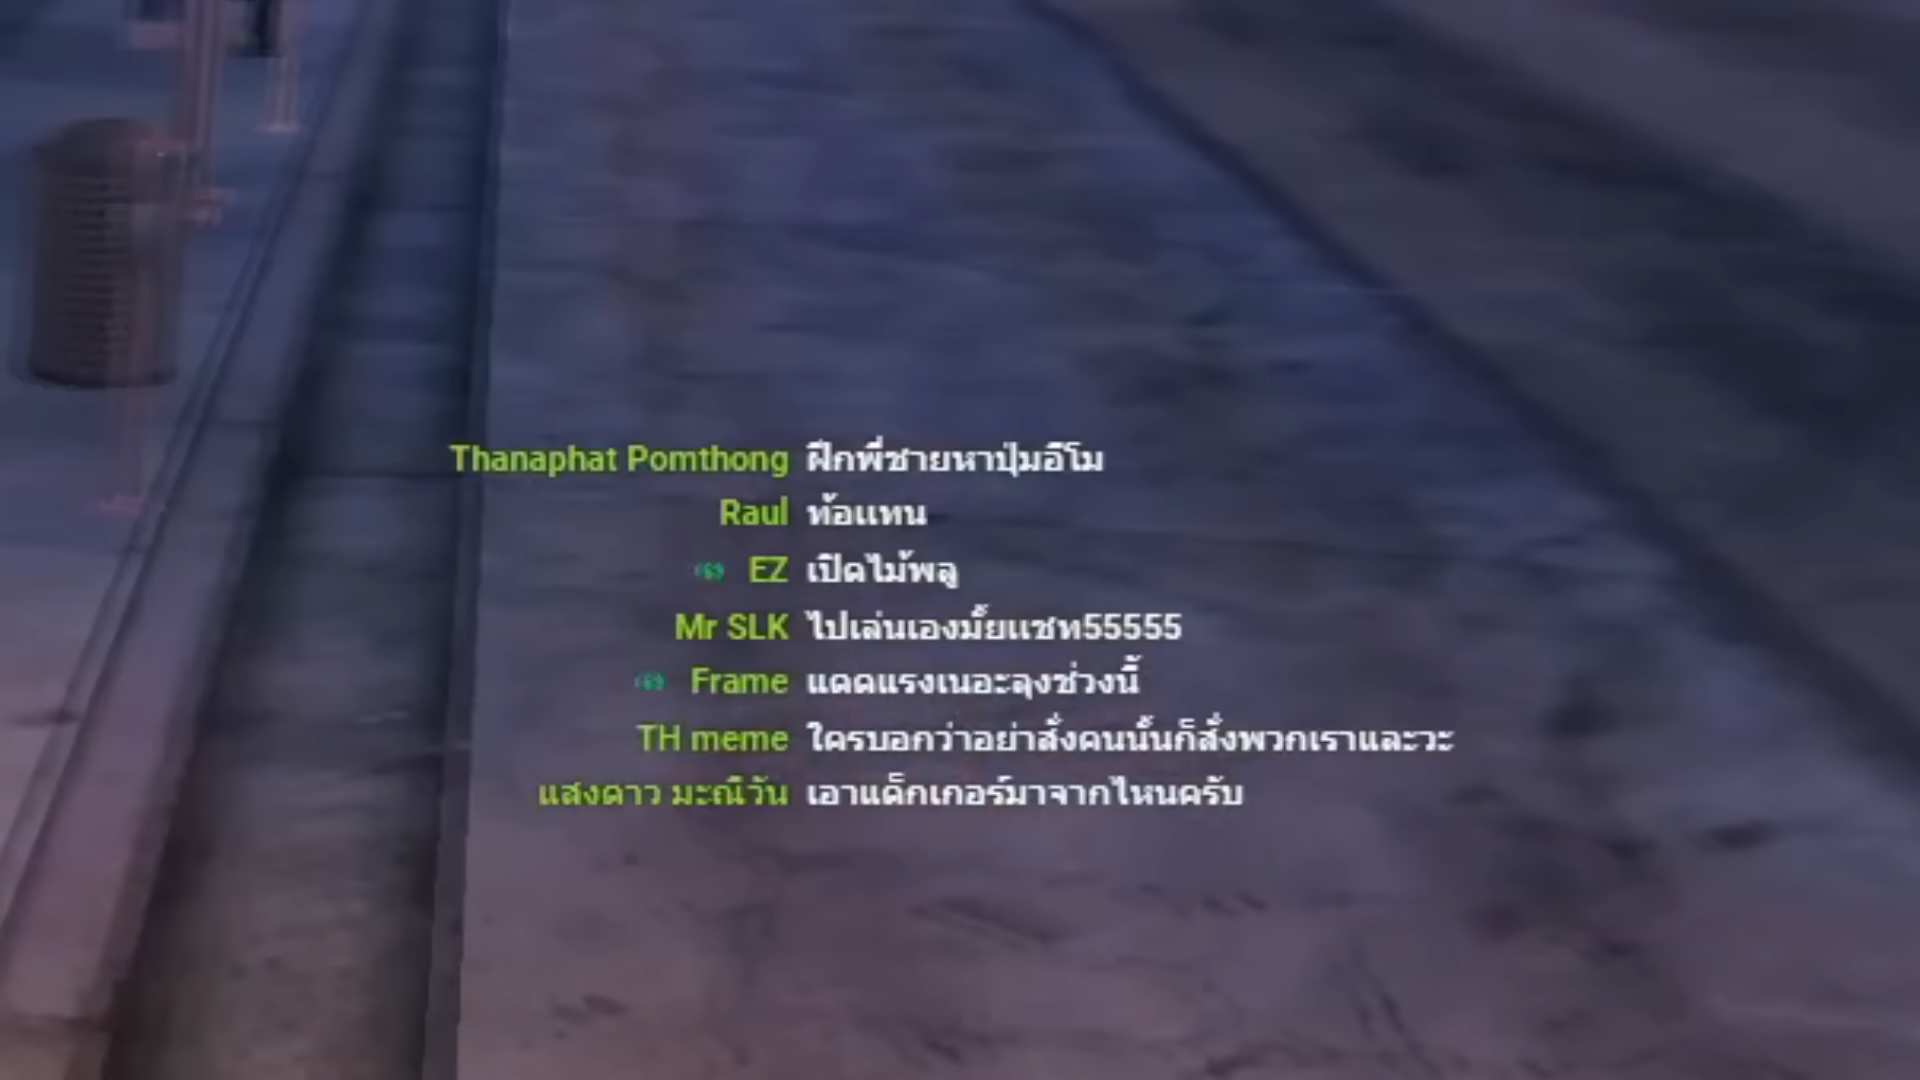 Thanaphat Pomthong ฝึกพี่ชายหาปุ่มอีโม
Raul ท้อแทน
EZ เปิดไม้พลู
Mr SLK ไปเล่นเองมั้ยแชท55555
Frame แดดแรงเนอะลุงช่วงนี้
TH meme ใครบอกว่าอย่าสั่งคนนั้นก็สั่งพวกเราและวะ
แสงดาว มะณีวัน เอาแด็กเกอร์มาจากไหนครับ